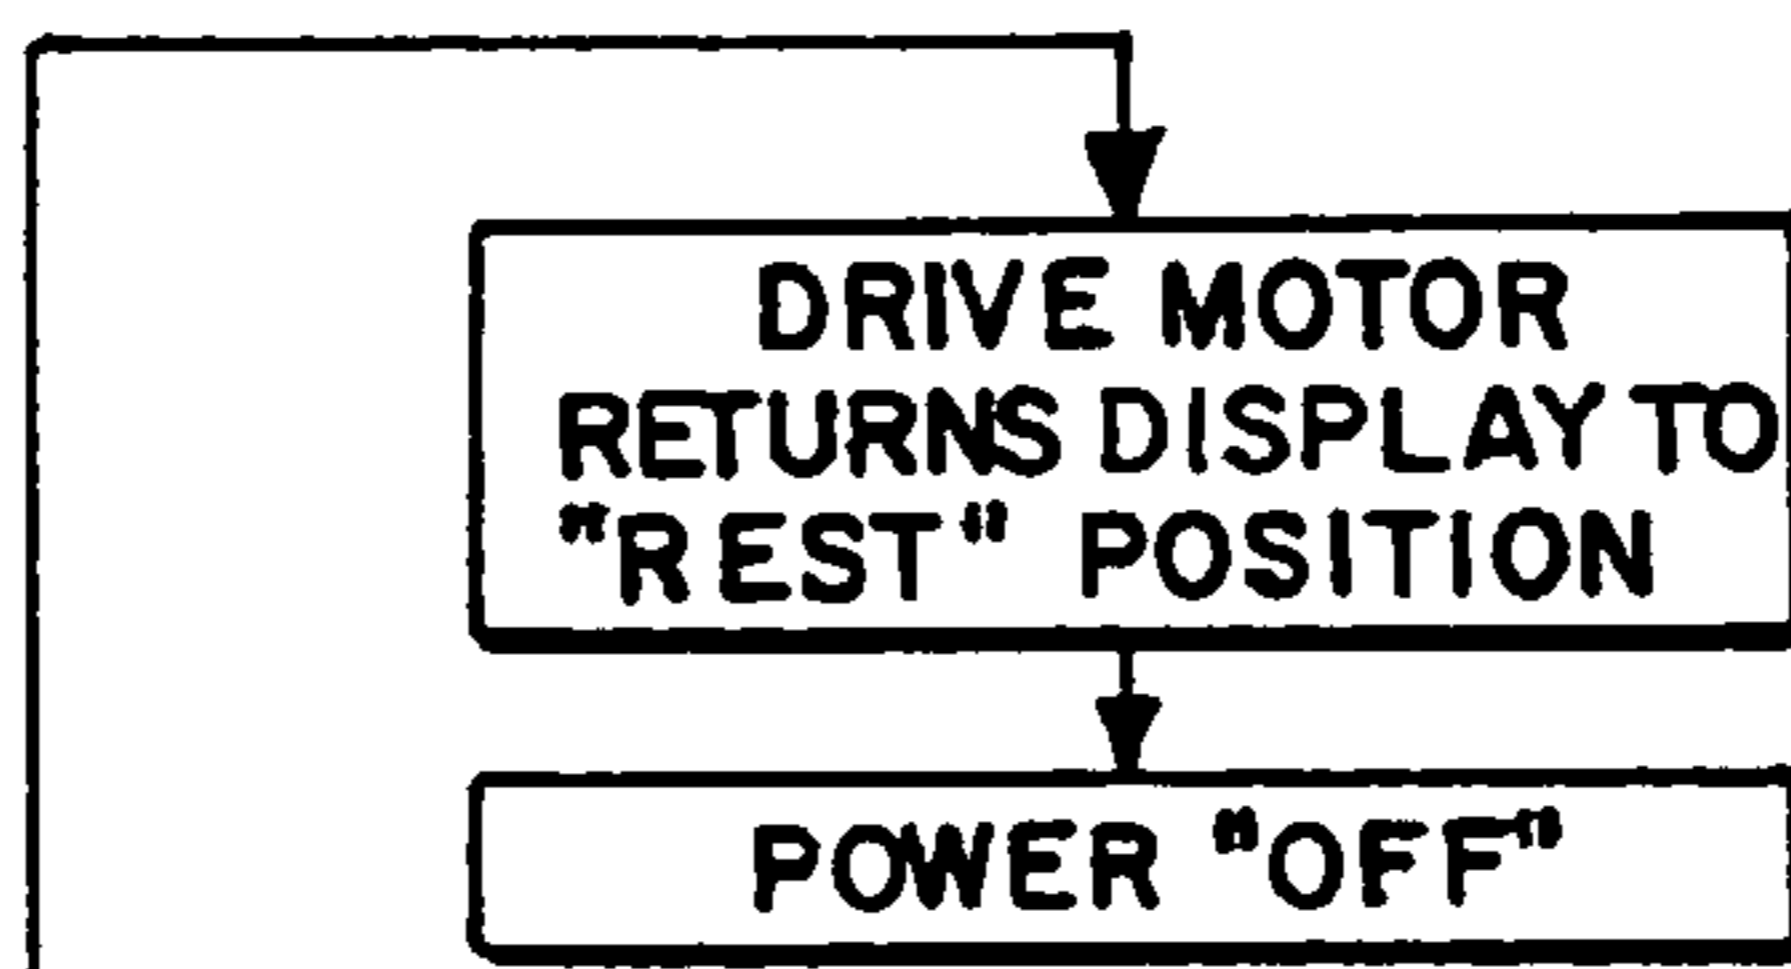 DRIVE MOTOR
RETURNS DISPLAY TO
"REST" POSITION
POWER "OFF"